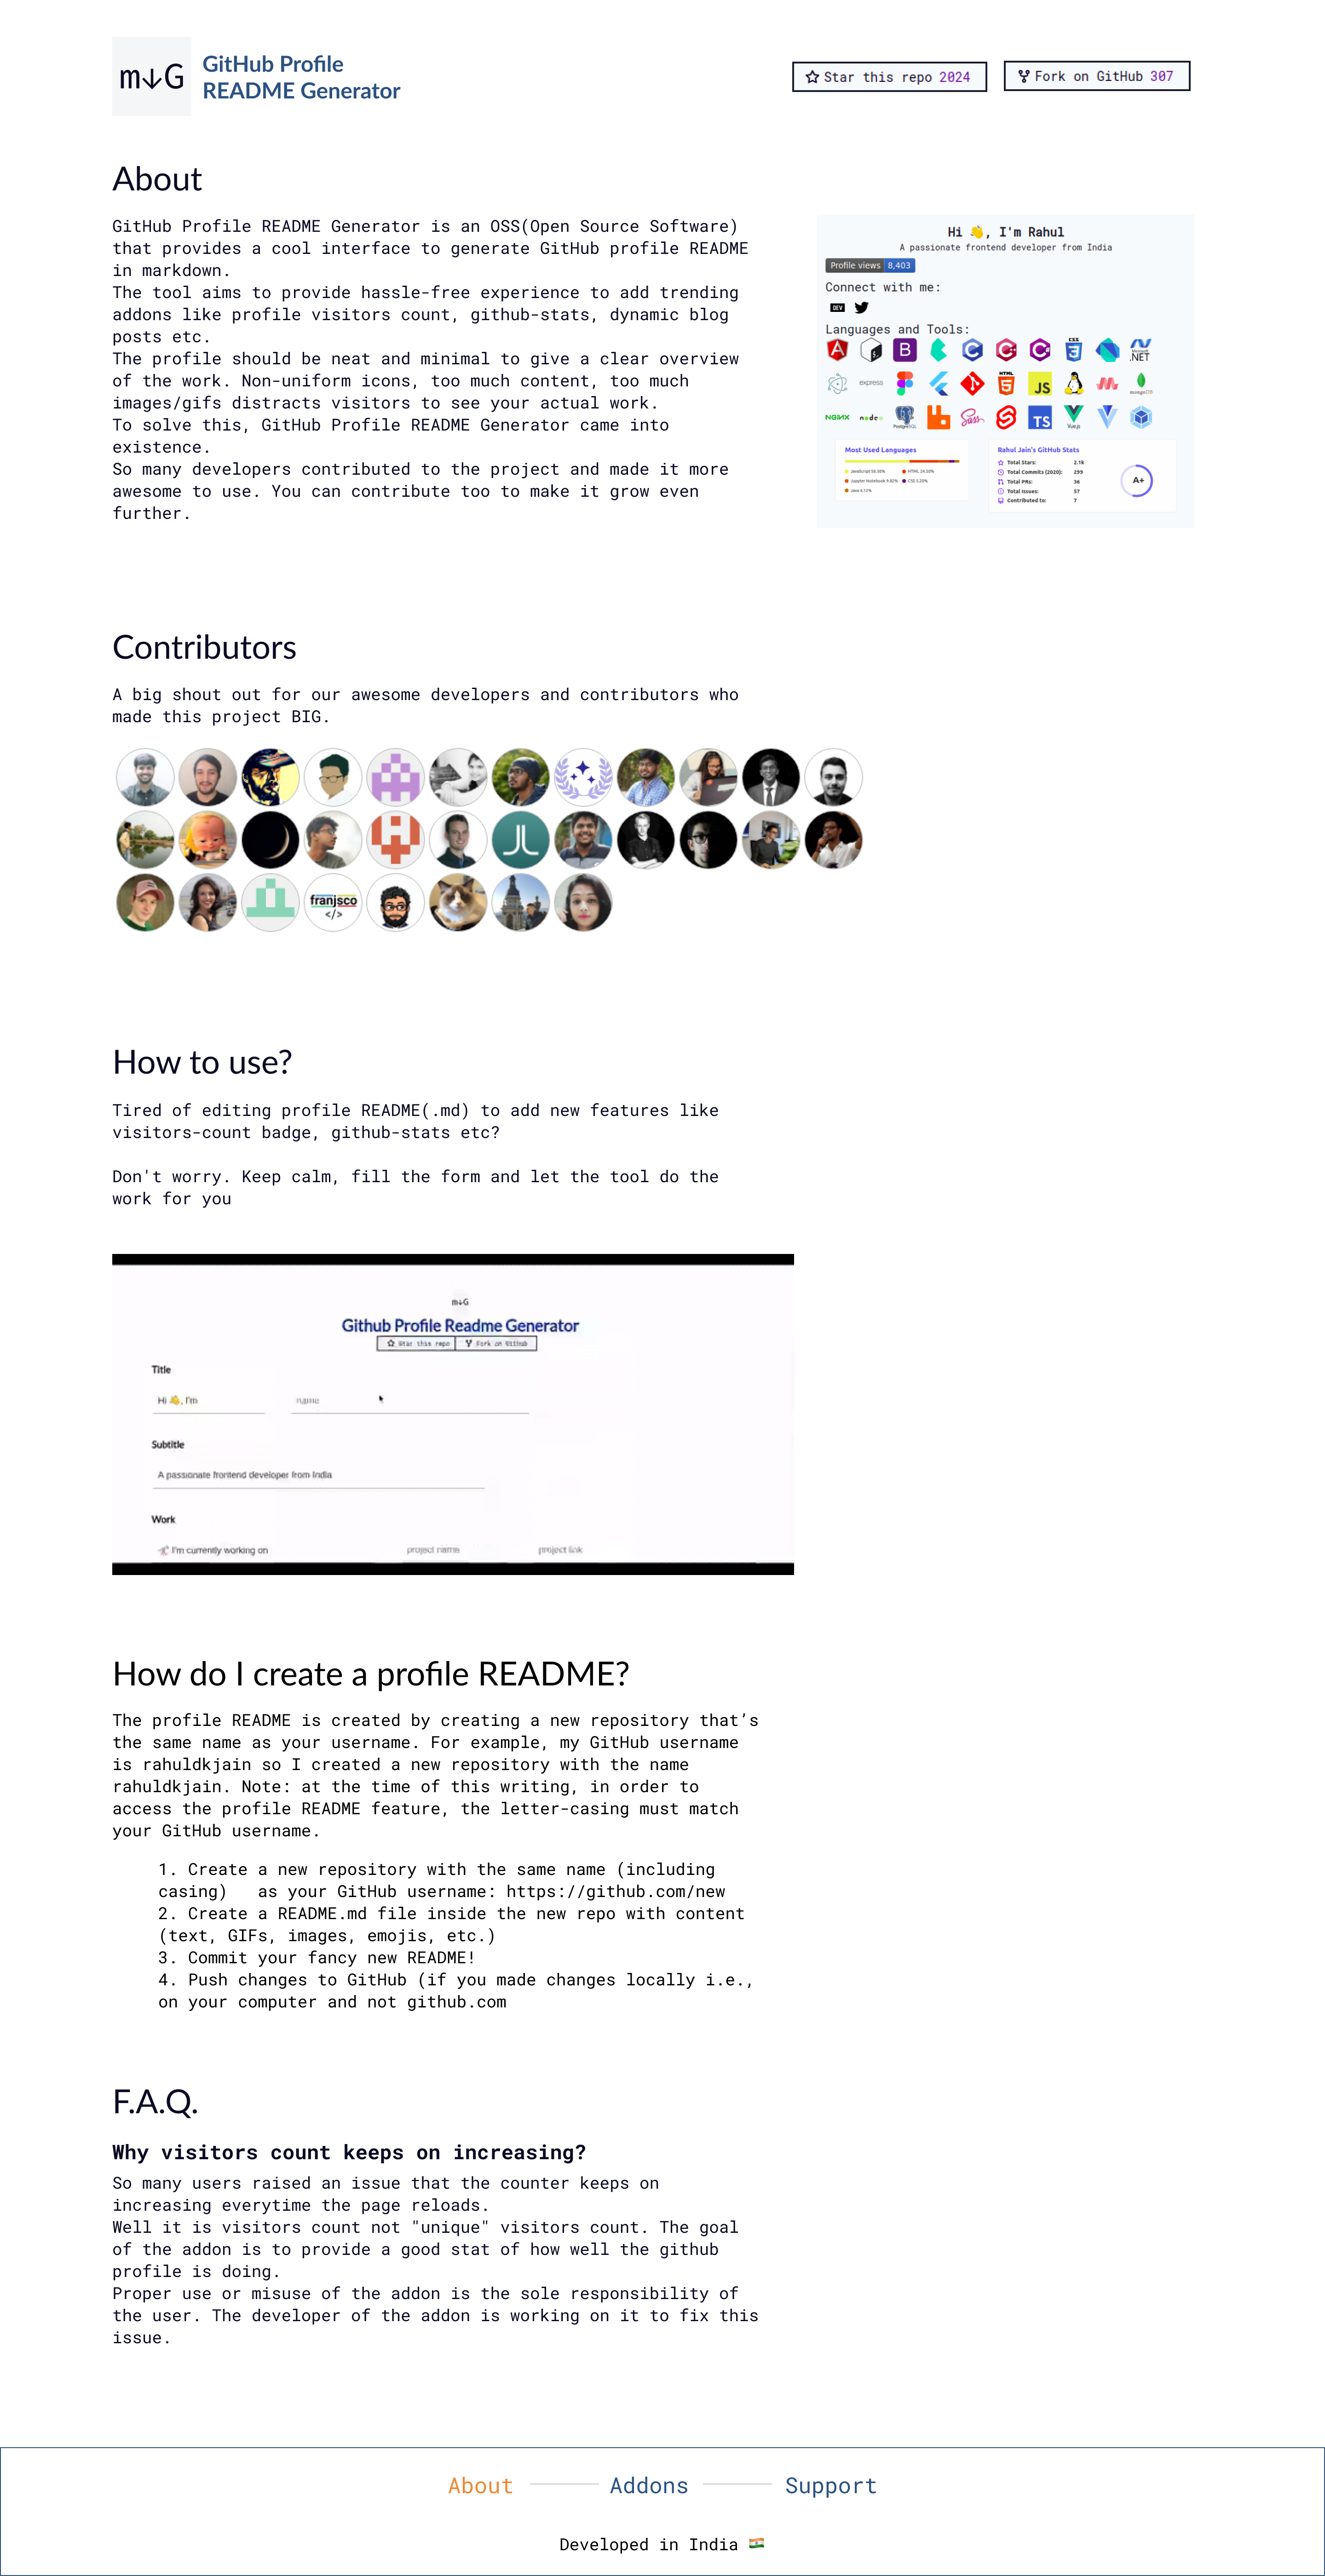 m↓G
GitHub Profile
README Generator
Star this repo 2024
Fork on GitHub 307
About
GitHub Profile README Generator is an OSS(Open Source Software)
that provides a cool interface to generate GitHub profile README
in markdown.
The tool aims to provide hassle-free experience to add trending
addons like profile visitors count, github-stats, dynamic blog
posts etc.
The profile should be neat and minimal to give a clear overview
of the work. Non-uniform icons, too much content, too much
images/gifs distracts visitors to see your actual work.
To solve this, GitHub Profile README Generator came into
existence.
So many developers contributed to the project and made it more
awesome to use. You can contribute too to make it grow even
further.
Hi 👋, I'm Rahul
A passionate frontend developer from India
Profile views 8,403
Connect with me:
DEV
Languages and Tools:
CSS
Microsoft
.NET
express
HTML
JS
mongoDB
NGINX
node
PostgreSQL
Sass
TS
Vue.js
Most Used Languages
JavaScript 56.30%
HTML 24.50%
Jupyter Notebook 9.82%
CSS 5.26%
Java 4.12%
Rahul Jain's GitHub Stats
Total Stars: 2.1k
Total Commits (2020): 299
Total PRs: 36
Total Issues: 57
Contributed to: 7
A+
Contributors
A big shout out for our awesome developers and contributors who
made this project BIG.
JL
franjsco
</>
How to use?
Tired of editing profile README(.md) to add new features like
visitors-count badge, github-stats etc?
Don't worry. Keep calm, fill the form and let the tool do the
work for you
m↓G
Github Profile Readme Generator
Star this repo
Fork on GitHub
Title
Hi 👋, I'm
name
Subtitle
A passionate frontend developer from India
Work
🔭 I'm currently working on
project name
project link
How do I create a profile README?
The profile README is created by creating a new repository that’s
the same name as your username. For example, my GitHub username
is rahuldkjain so I created a new repository with the name
rahuldkjain. Note: at the time of this writing, in order to
access the profile README feature, the letter-casing must match
your GitHub username.
1. Create a new repository with the same name (including
casing)   as your GitHub username: https://github.com/new
2. Create a README.md file inside the new repo with content
(text, GIFs, images, emojis, etc.)
3. Commit your fancy new README!
4. Push changes to GitHub (if you made changes locally i.e.,
on your computer and not github.com
F.A.Q.
Why visitors count keeps on increasing?
So many users raised an issue that the counter keeps on
increasing everytime the page reloads.
Well it is visitors count not "unique" visitors count. The goal
of the addon is to provide a good stat of how well the github
profile is doing.
Proper use or misuse of the addon is the sole responsibility of
the user. The developer of the addon is working on it to fix this
issue.
About
Addons
Support
Developed in India 🇮🇳